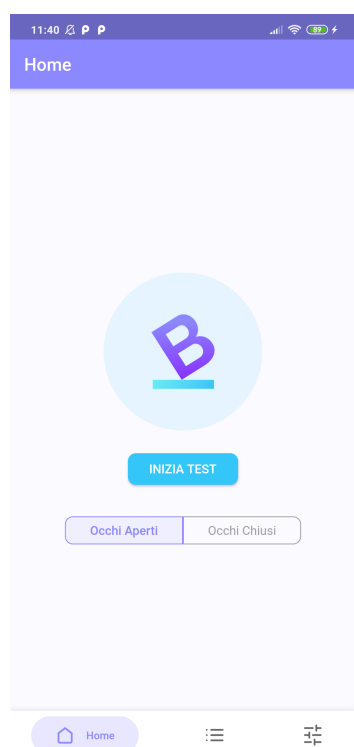 11:40
89
Home
B
INIZIA TEST
Occhi Aperti
Occhi Chiusi
Home